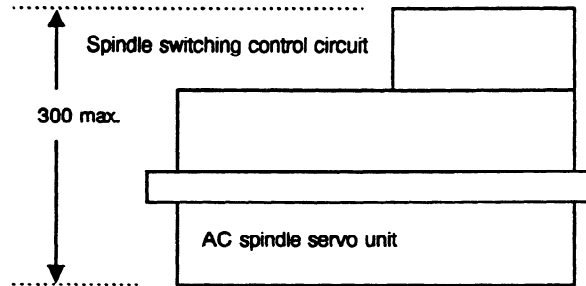 Spindle switching control circuit
300 max.
AC spindle servo unit